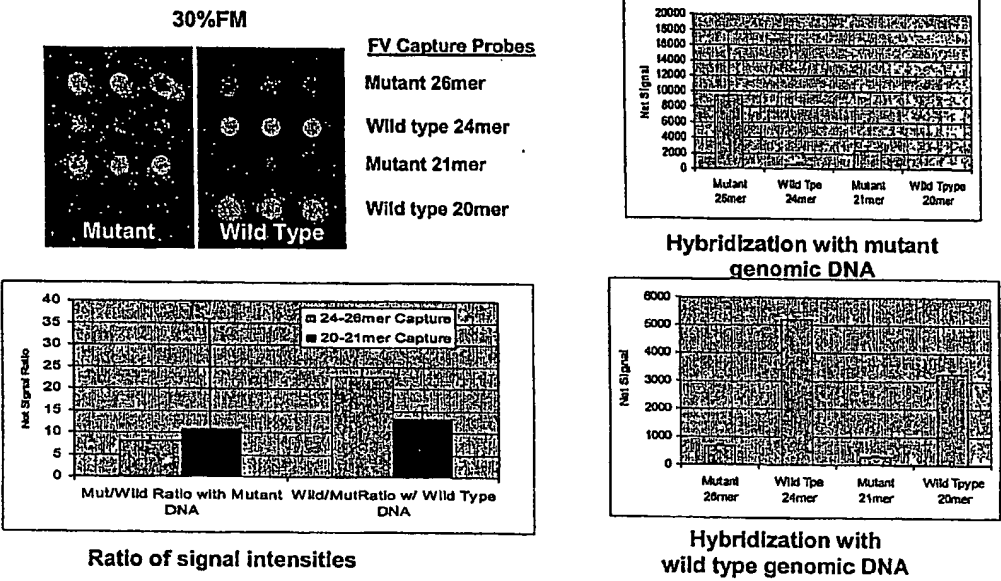 30%FM
FV Capture Probes
Mutant 26mer
Wild type 24mer
Mutant 21mer
Wild type 20mer
Mutant
Wild Type
20000
18000
16000
14000
12000
10000
8000
6000
4000
2000
0
Net Signal
Mutant 26mer
Wild Tpe 24mer
Mutant 21mer
Wild Tpype 20mer
Hybridization with mutant
genomic DNA
40
35
30
25
20
15
10
5
0
Net Signal Ratio
24-26mer Capture
20-21mer Capture
Mut/Wild Ratio with Mutant DNA
Wild/MutRatio w/ Wild Type DNA
Ratio of signal intensities
6000
5000
4000
3000
2000
1000
0
Net Signal
Mutant 26mer
Wild Tpe 24mer
Mutant 21mer
Wild Tpype 20mer
Hybridization with
wild type genomic DNA